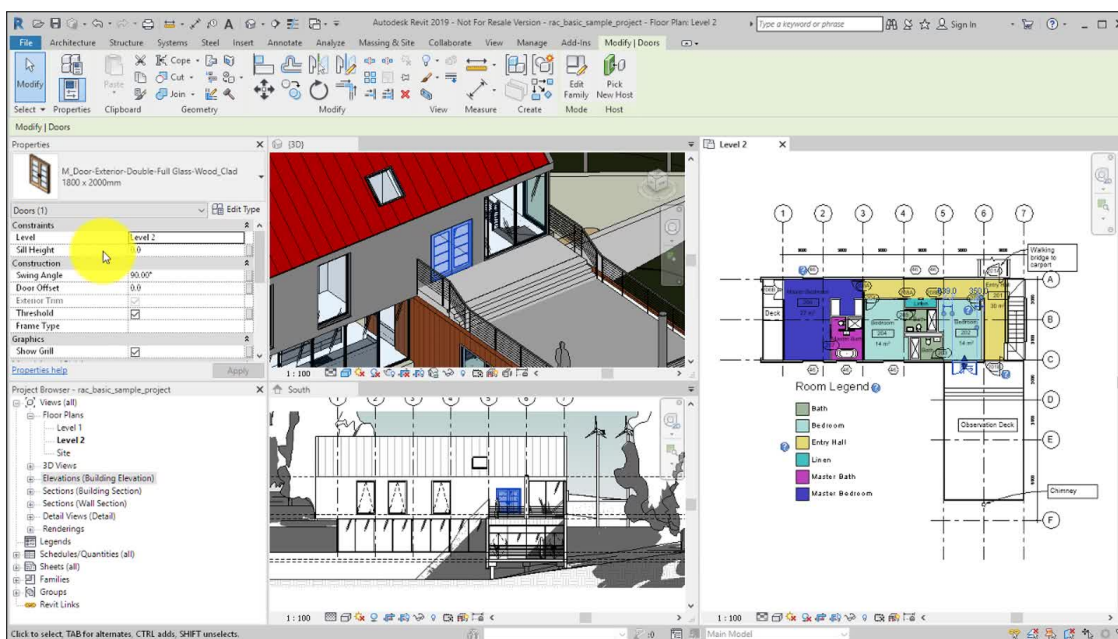 Autodesk Revit 2019 - Not For Resale Version - rac_basic_sample_project - Floor Plan: Level 2
Type a keyword or phrase
Sign In
File Architecture Structure Systems Steel Insert Annotate Analyze Massing & Site Collaborate View Manage Add-Ins Modify | Doors
Modify
Paste
Cope
Cut
Join
Edit Family
Pick New Host
Select Properties Clipboard Geometry Modify View Measure Create Mode Host
Modify | Doors
Properties
M_Door-Exterior-Double-Full Glass-Wood_Clad
1800 x 2000mm
Doors (1) Edit Type
Constraints
Level Level 2
Sill Height
Construction
Swing Angle 90.00°
Door Offset 0.0
Exterior Trim
Threshold
Frame Type
Graphics
Show Grill
Properties help Apply
Project Browser - rac_basic_sample_project
Views (all)
Floor Plans
Level 1
Level 2
Site
3D Views
Elevations (Building Elevation)
Sections (Building Section)
Sections (Wall Section)
Detail Views (Detail)
Renderings
Legends
Schedules/Quantities (all)
Sheets (all)
Families
Groups
Revit Links
{3D}
1 : 100
South
1 : 100
Level 2
1 2 3 4 5 6 7
Walking
bridge to
carport
A
B
C
D
E
F
Deck
Observation Deck
Chimney
Room Legend
Bath
Bedroom
Entry Hall
Linen
Master Bath
Master Bedroom
1 : 100
Click to select, TAB for alternates, CTRL adds, SHIFT unselects.
Main Model